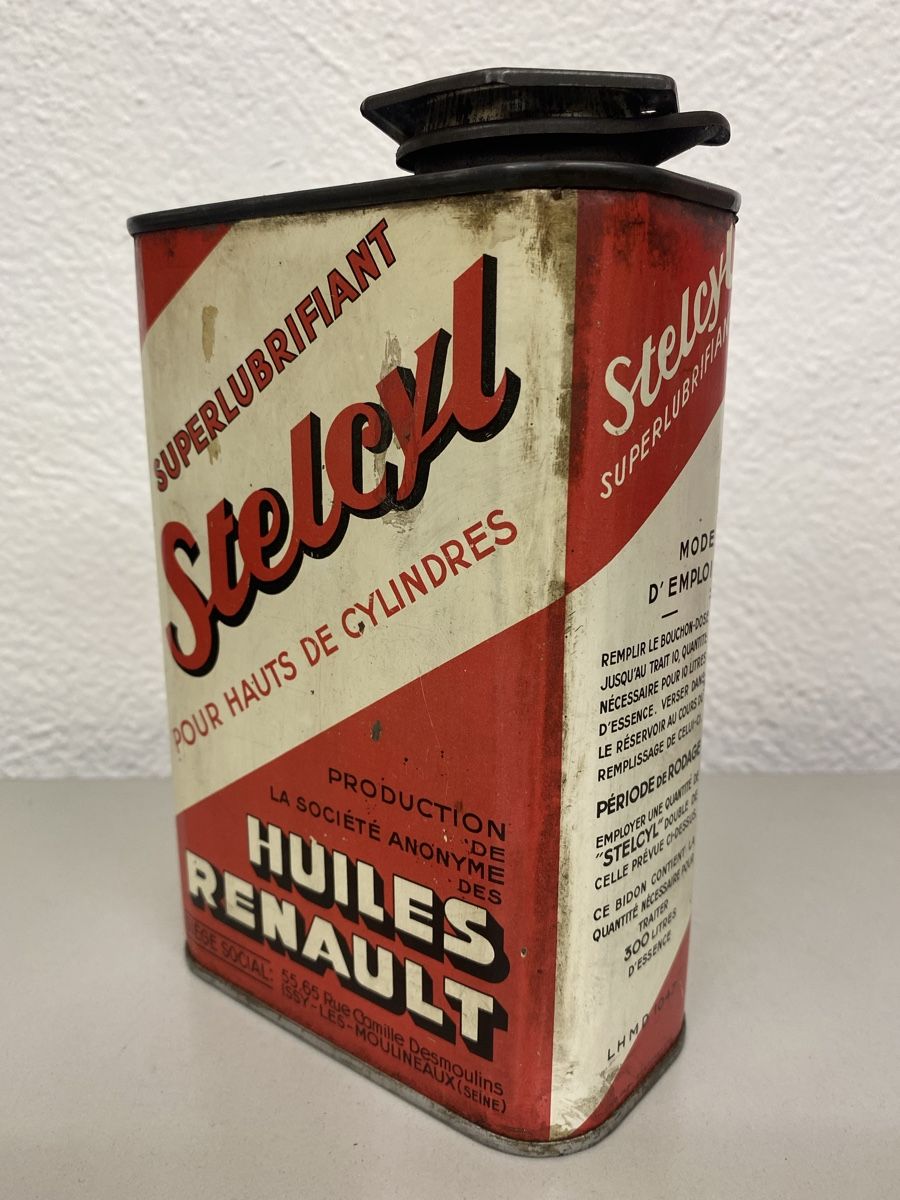 SUPERLUBRIFIANT
Stelcyl
POUR HAUTS DE CYLINDRES
PRODUCTION
DE
LA SOCIÉTÉ ANONYME
DES
HUILES
RENAULT
SOCIAL: 55,65 Rue Camille Desmoulins
ISSY-LES-MOULINEAUX (SEINE)
Stelcyl
SUPERLUBRIFIAN
MODE
D'EMPLOI
REMPLIR LE BOUCHON-DOSE
JUSQU'AU TRAIT 10, QUANTITÉ
NÉCESSAIRE POUR 10 LITRES
D'ESSENCE. VERSER DANS
LE RÉSERVOIR AU COURS DU
REMPLISSAGE DE CELUI-CI.
PÉRIODE DE RODAGE
EMPLOYER UNE QUANTITÉ DE
"STELCYL" DOUBLE DE
CELLE PRÉVUE CI-DESSUS.
CE BIDON CONTIENT LA
QUANTITÉ NÉCESSAIRE POUR
TRAITER
300 LITRES
D'ESSENCE
LHMD